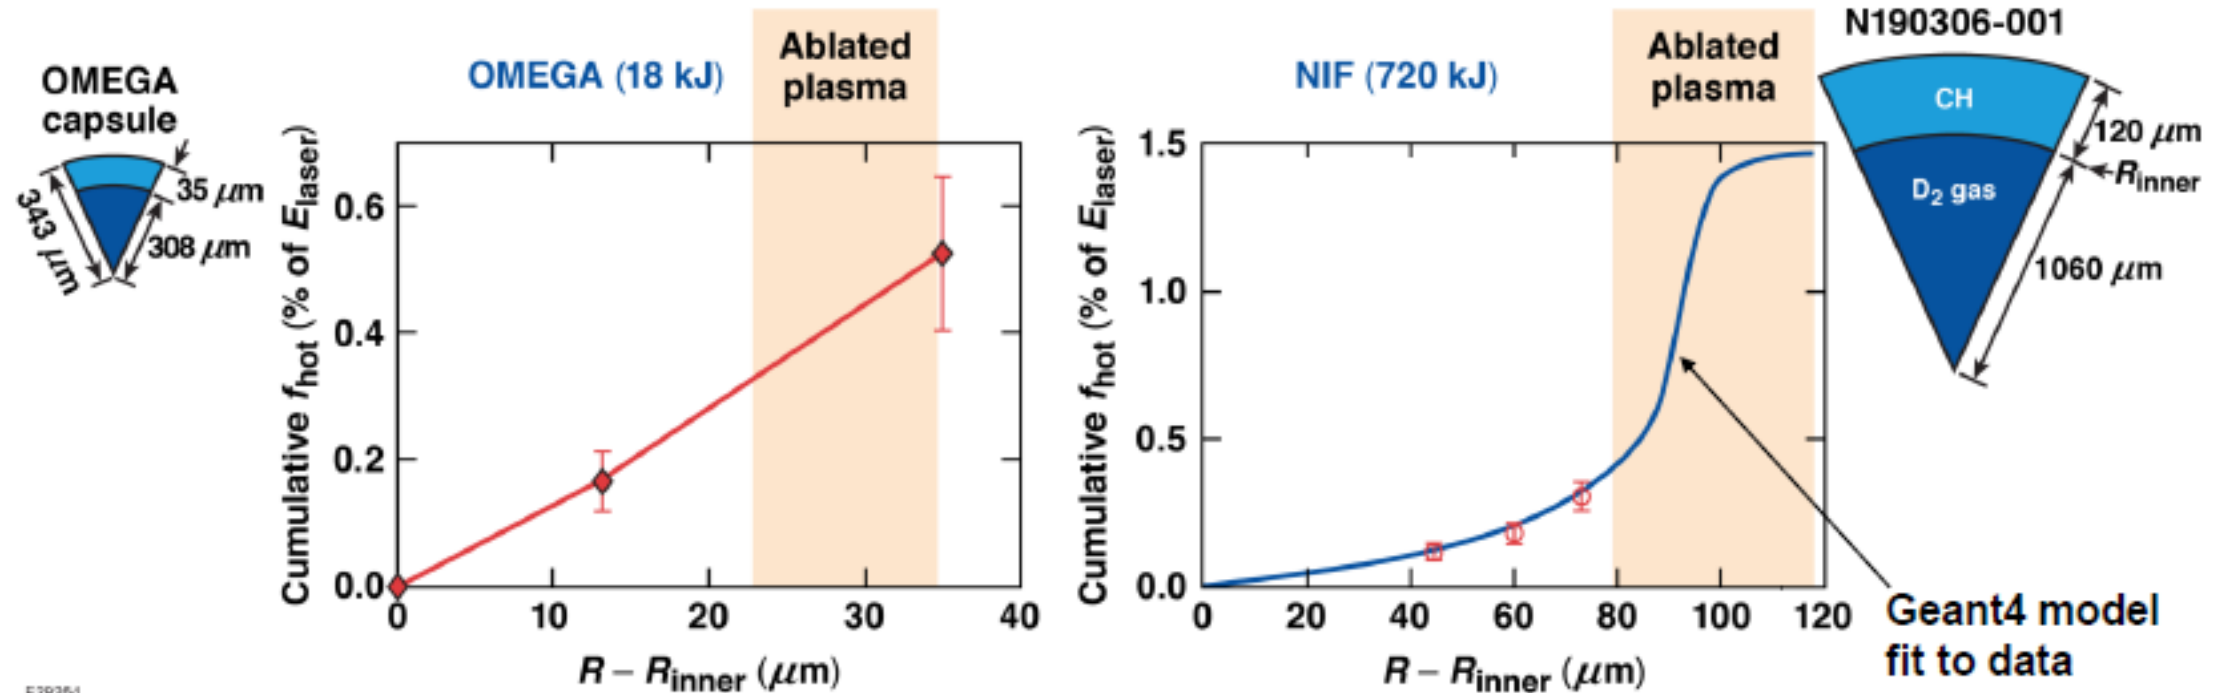 OMEGA
capsule
35 μm
343 μm
308 μm
OMEGA (18 kJ)
Ablated
plasma
Cumulative fhot (% of Elaser)
0.6
0.4
0.2
0.0
0 10 20 30 40
R – Rinner (μm)
NIF (720 kJ)
Ablated
plasma
Cumulative fhot (% of Elaser)
1.5
1.0
0.5
0.0
0 20 40 60 80 100 120
R – Rinner (μm)
N190306-001
CH
120 μm
Rinner
D2 gas
1060 μm
Geant4 model
fit to data